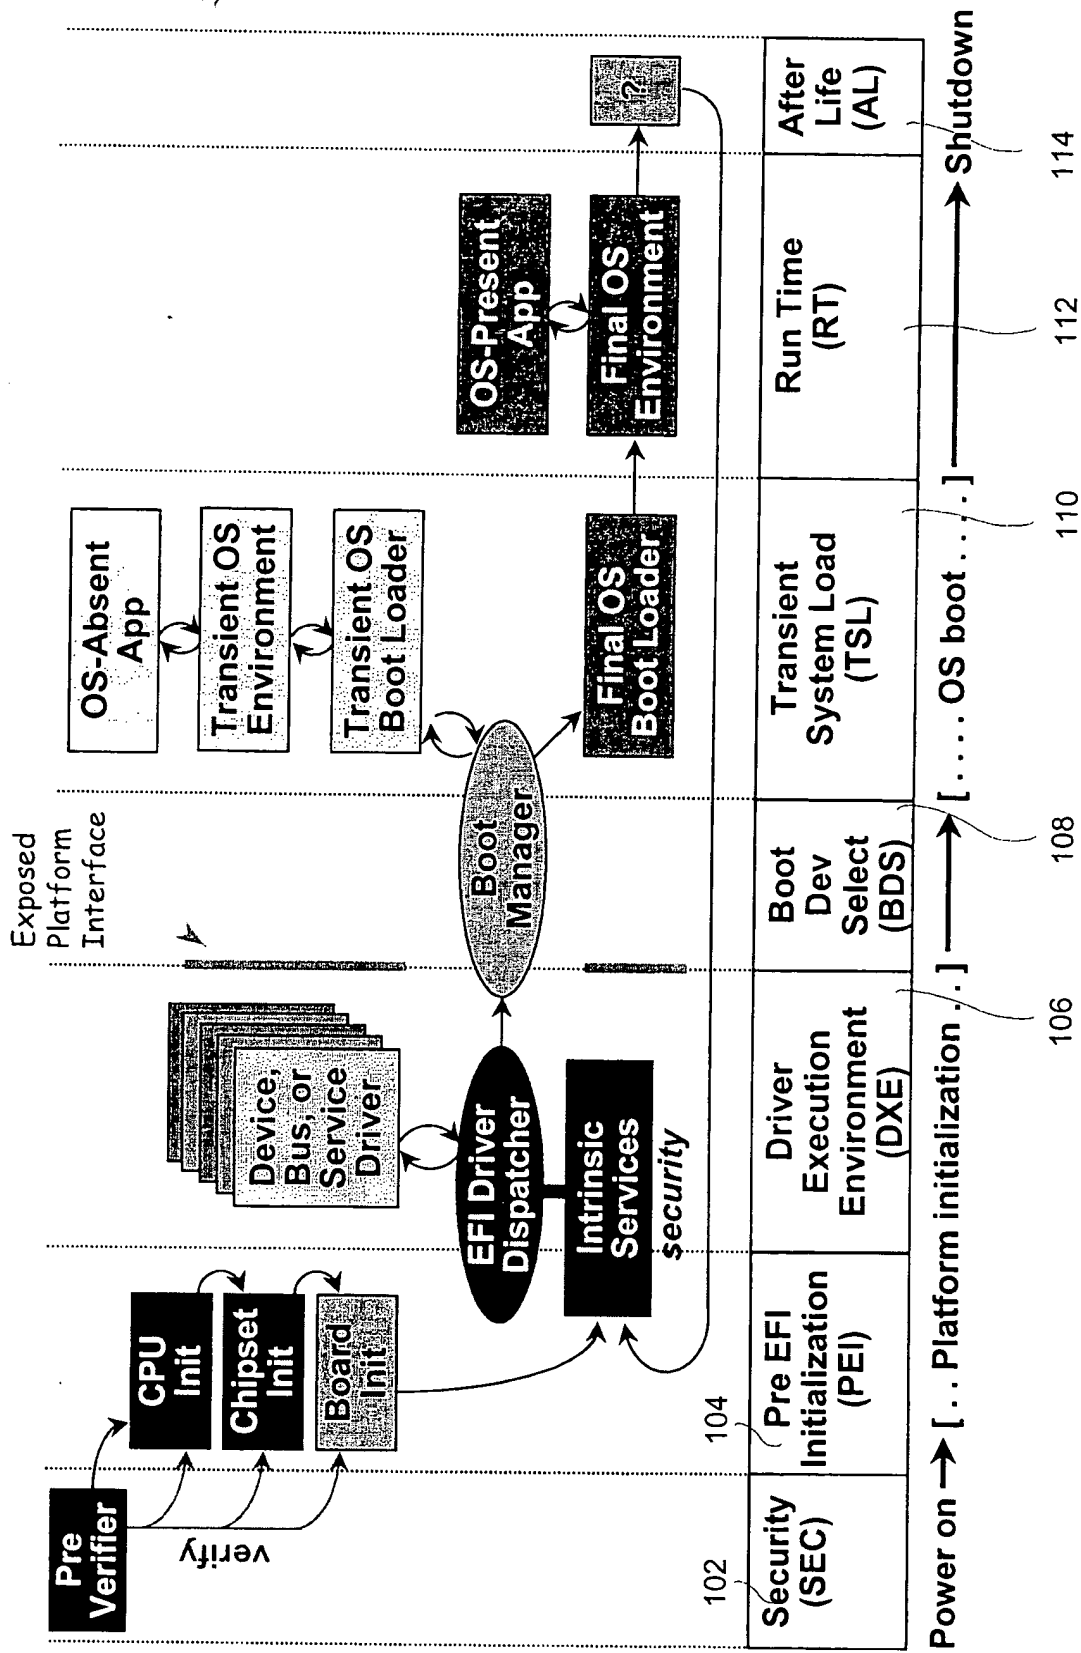 Pre
Verifier
verify
CPU
Init
Chipset
Init
Board
Init
Device,
Bus, or
Service
Driver
EFI Driver
Dispatcher
Intrinsic
Services
security
Exposed
Platform
Interface
Boot
Manager
OS-Absent
App
Transient OS
Environment
Transient OS
Boot Loader
Final OS
Boot Loader
OS-Present
App
Final OS
Environment
?
102
Security
(SEC)
104
Pre EFI
Initialization
(PEI)
Driver
Execution
Environment
(DXE)
Boot
Dev
Select
(BDS)
Transient
System Load
(TSL)
Run Time
(RT)
After
Life
(AL)
Power on [. . Platform initialization . .] [. . . . OS boot . . . .] Shutdown
106
108
110
112
114